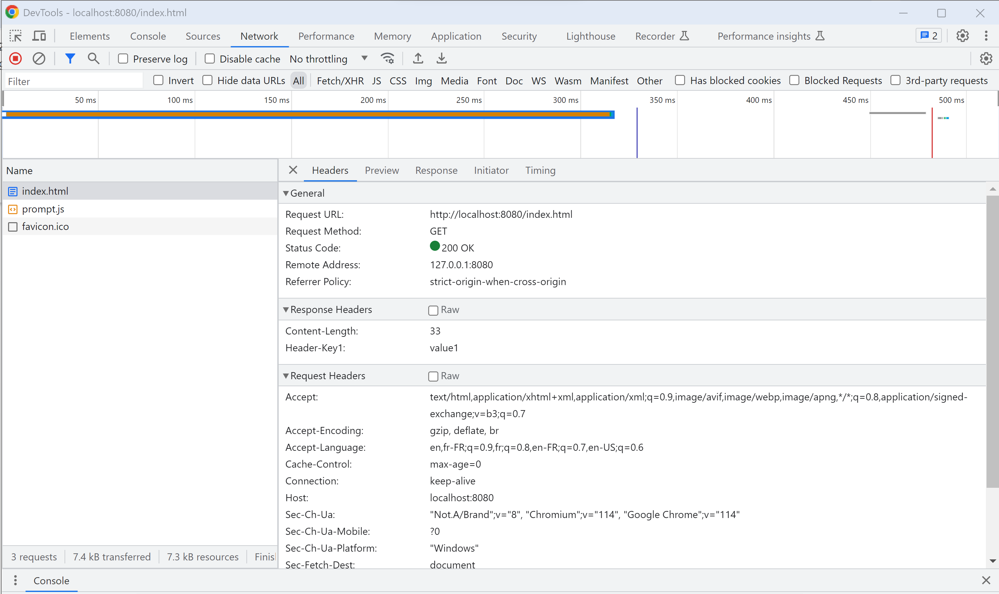 DevTools - localhost:8080/index.html
Elements Console Sources Network Performance Memory Application Security Lighthouse Recorder Performance insights 2
Preserve log Disable cache No throttling
Filter Invert Hide data URLs All Fetch/XHR JS CSS Img Media Font Doc WS Wasm Manifest Other Has blocked cookies Blocked Requests 3rd-party requests
50 ms 100 ms 150 ms 200 ms 250 ms 300 ms 350 ms 400 ms 450 ms 500 ms
Name
index.html
prompt.js
favicon.ico
3 requests 7.4 kB transferred 7.3 kB resources
Headers Preview Response Initiator Timing
General
Request URL: http://localhost:8080/index.html
Request Method: GET
Status Code: 200 OK
Remote Address: 127.0.0.1:8080
Referrer Policy: strict-origin-when-cross-origin
Response Headers Raw
Content-Length: 33
Header-Key1: value1
Request Headers Raw
Accept: text/html,application/xhtml+xml,application/xml;q=0.9,image/avif,image/webp,image/apng,*/*;q=0.8,application/signed-
exchange;v=b3;q=0.7
Accept-Encoding: gzip, deflate, br
Accept-Language: en,fr-FR;q=0.9,fr;q=0.8,en-FR;q=0.7,en-US;q=0.6
Cache-Control: max-age=0
Connection: keep-alive
Host: localhost:8080
Sec-Ch-Ua: "Not.A/Brand";v="8", "Chromium";v="114", "Google Chrome";v="114"
Sec-Ch-Ua-Mobile: ?0
Sec-Ch-Ua-Platform: "Windows"
Sec-Fetch-Dest: document
Console